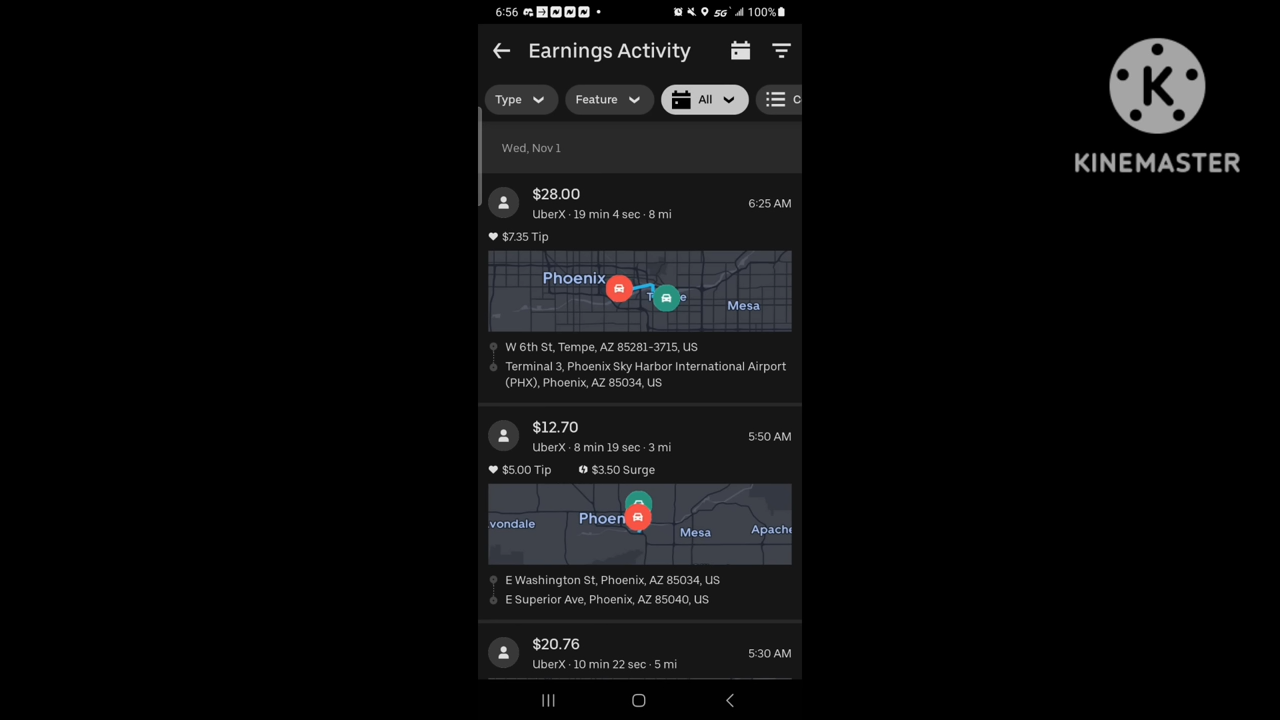 6:56
5G 100%
Earnings Activity
Type Feature All C
Wed, Nov 1
$28.00
UberX · 19 min 4 sec · 8 mi
6:25 AM
$7.35 Tip
Phoenix
Mesa
W 6th St, Tempe, AZ 85281-3715, US
Terminal 3, Phoenix Sky Harbor International Airport
(PHX), Phoenix, AZ 85034, US
$12.70
UberX · 8 min 19 sec · 3 mi
5:50 AM
$5.00 Tip $3.50 Surge
vondale
Phoen
Mesa
Apache
E Washington St, Phoenix, AZ 85034, US
E Superior Ave, Phoenix, AZ 85040, US
$20.76
UberX · 10 min 22 sec · 5 mi
5:30 AM
K
KINEMASTER